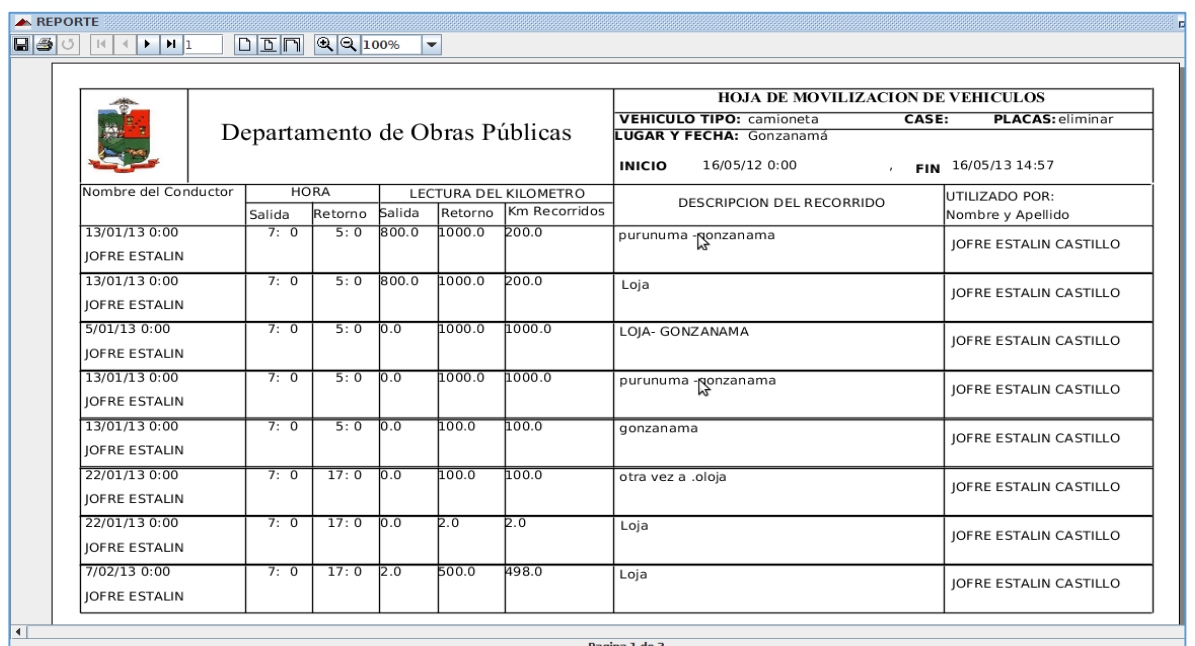 REPORTE
1 100%
HOJA DE MOVILIZACION DE VEHICULOS
Departamento de Obras Públicas
VEHICULO TIPO: camioneta CASE: PLACAS: eliminar
LUGAR Y FECHA: Gonzanamá
INICIO 16/05/12 0:00 , FIN 16/05/13 14:57
Nombre del Conductor HORA LECTURA DEL KILOMETRO DESCRIPCION DEL RECORRIDO UTILIZADO POR:
Salida Retorno Salida Retorno Km Recorridos Nombre y Apellido
13/01/13 0:00 7: 0 5: 0 800.0 1000.0 200.0 purunuma -gonzanama
JOFRE ESTALIN JOFRE ESTALIN CASTILLO
13/01/13 0:00 7: 0 5: 0 800.0 1000.0 200.0 Loja
JOFRE ESTALIN JOFRE ESTALIN CASTILLO
5/01/13 0:00 7: 0 5: 0 0.0 1000.0 1000.0 LOJA- GONZANAMA
JOFRE ESTALIN JOFRE ESTALIN CASTILLO
13/01/13 0:00 7: 0 5: 0 0.0 1000.0 1000.0 purunuma -gonzanama
JOFRE ESTALIN JOFRE ESTALIN CASTILLO
13/01/13 0:00 7: 0 5: 0 0.0 100.0 100.0 gonzanama
JOFRE ESTALIN JOFRE ESTALIN CASTILLO
22/01/13 0:00 7: 0 17: 0 0.0 100.0 100.0 otra vez a .oloja
JOFRE ESTALIN JOFRE ESTALIN CASTILLO
22/01/13 0:00 7: 0 17: 0 0.0 2.0 2.0 Loja
JOFRE ESTALIN JOFRE ESTALIN CASTILLO
7/02/13 0:00 7: 0 17: 0 2.0 500.0 498.0 Loja
JOFRE ESTALIN JOFRE ESTALIN CASTILLO